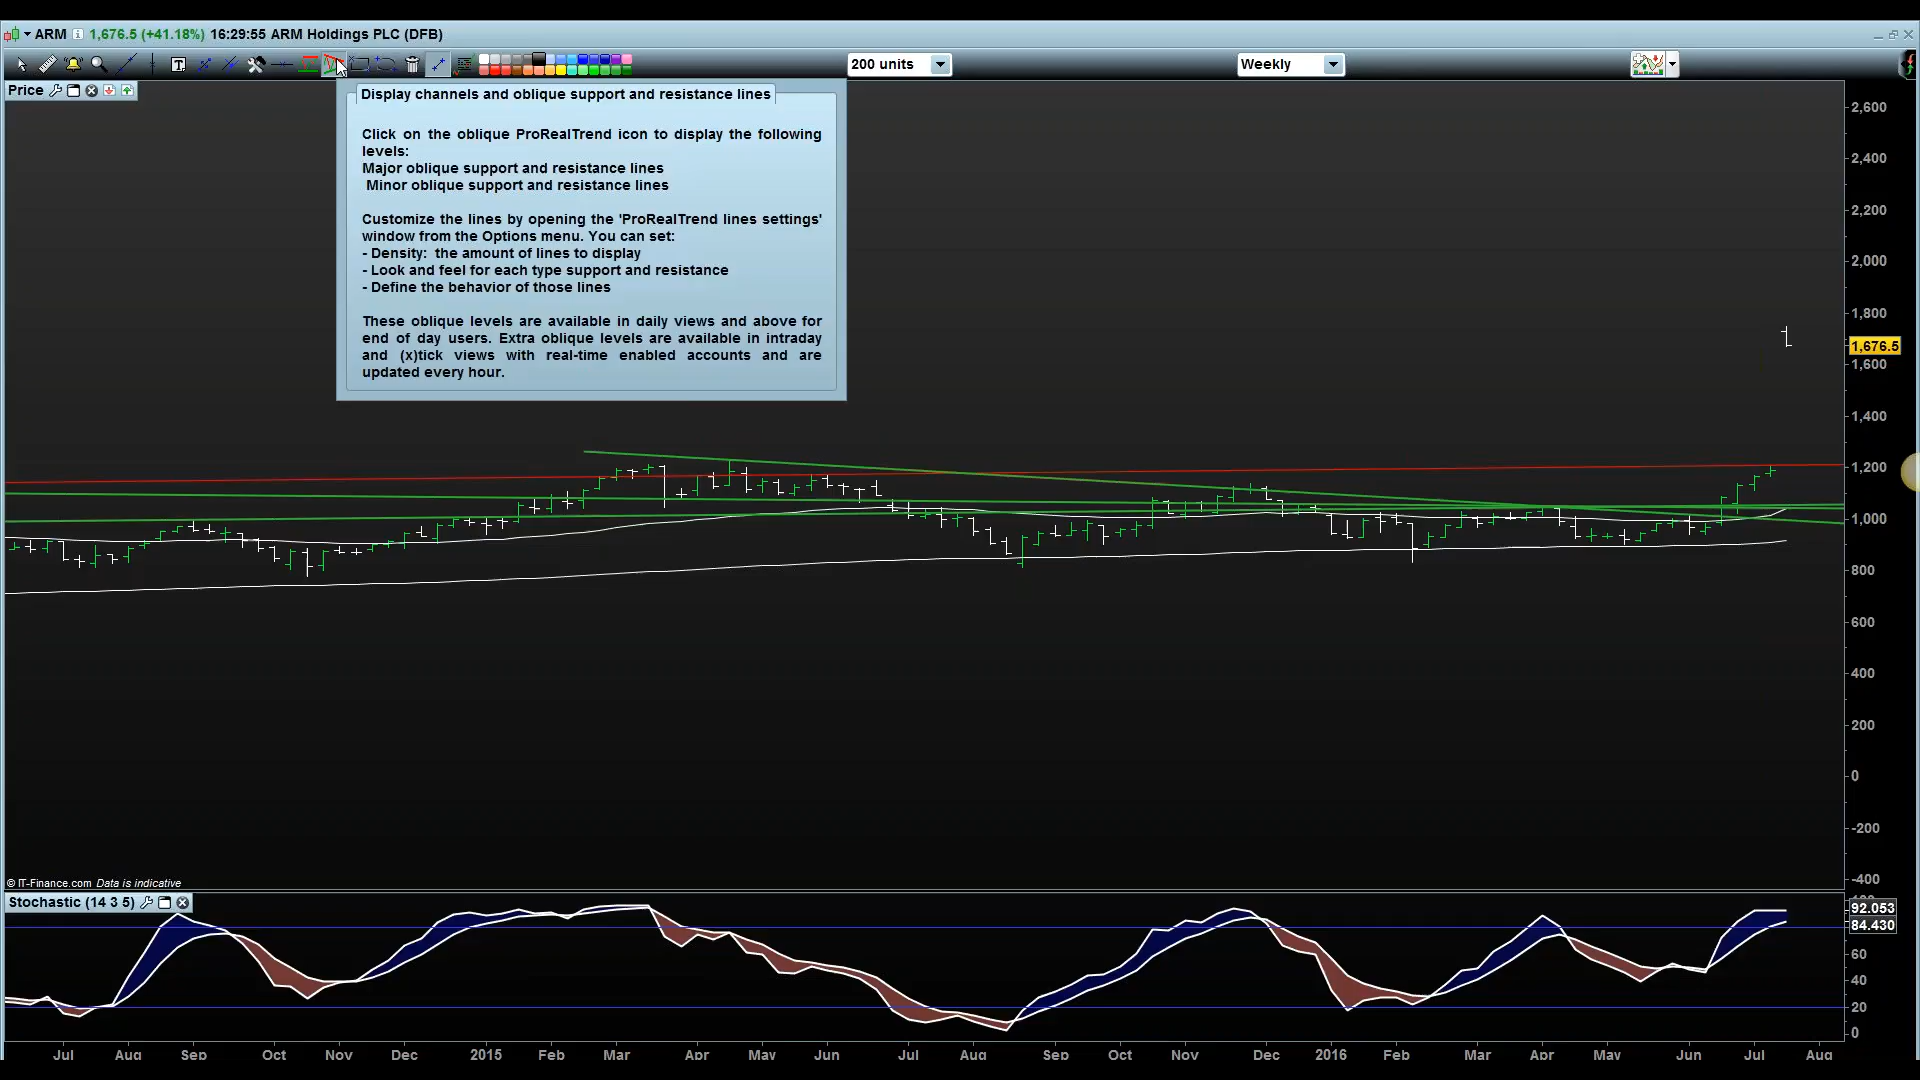 ARM 1,676.5 (+41.18%) 16:29:55 ARM Holdings PLC (DFB)
200 units
Weekly
Price
Display channels and oblique support and resistance lines
Click on the oblique ProRealTrend icon to display the following
levels:
Major oblique support and resistance lines
Minor oblique support and resistance lines
Customize the lines by opening the 'ProRealTrend lines settings'
window from the Options menu. You can set:
- Density: the amount of lines to display
- Look and feel for each type support and resistance
- Define the behavior of those lines
These oblique levels are available in daily views and above for
end of day users. Extra oblique levels are available in intraday
and (x)tick views with real-time enabled accounts and are
updated every hour.
2,600
2,400
2,200
2,000
1,800
1,676.5
1,600
1,400
1,200
1,000
800
600
400
200
0
-200
-400
© IT-Finance.com Data is indicative
Stochastic (14 3 5)
92.053
84.430
60
40
20
0
Jul Aug Sep Oct Nov Dec 2015 Feb Mar Apr May Jun Jul Aug Sep Oct Nov Dec 2016 Feb Mar Apr May Jun Jul Aug